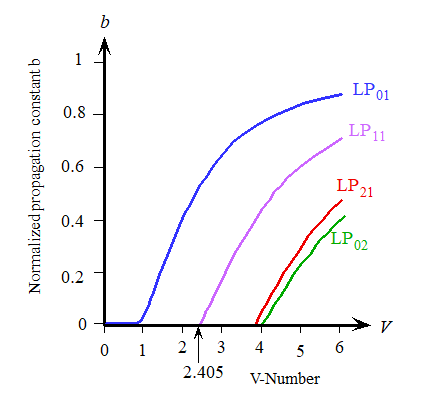 b
Normalized propagation constant b
1
0.8
0.6
0.4
0.2
0
LP01
LP11
LP21
LP02
V
0 1 2 3 4 5 6
2.405
V-Number